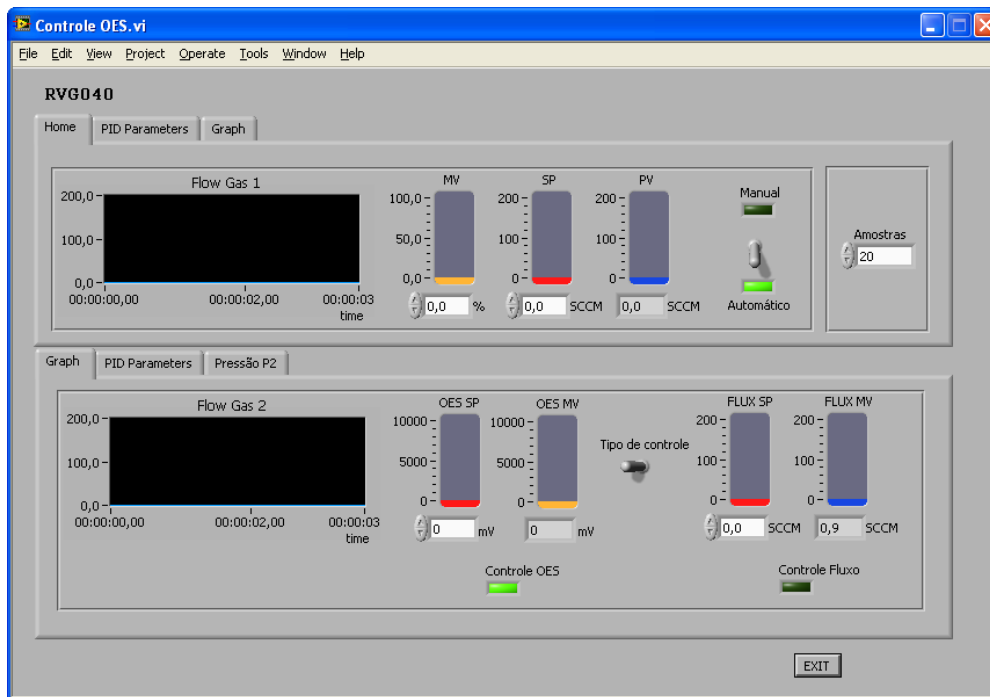 Controle OES.vi
File Edit View Project Operate Tools Window Help
RVG040
Home PID Parameters Graph
Flow Gas 1
200,0
100,0
0,0
00:00:00,00 00:00:02,00 00:00:03
time
MV
100,0
50,0
0,0
0,0 %
SP
200
100
0
0,0 SCCM
PV
200
100
0
0,0 SCCM
Manual
Automático
Amostras
20
Graph PID Parameters Pressão P2
Flow Gas 2
200,0
100,0
0,0
00:00:00,00 00:00:02,00 00:00:03
time
OES SP
10000
5000
0
0 mV
OES MV
10000
5000
0
0 mV
Tipo de controle
FLUX SP
200
100
0
0,0 SCCM
FLUX MV
200
100
0
0,9 SCCM
Controle OES
Controle Fluxo
EXIT